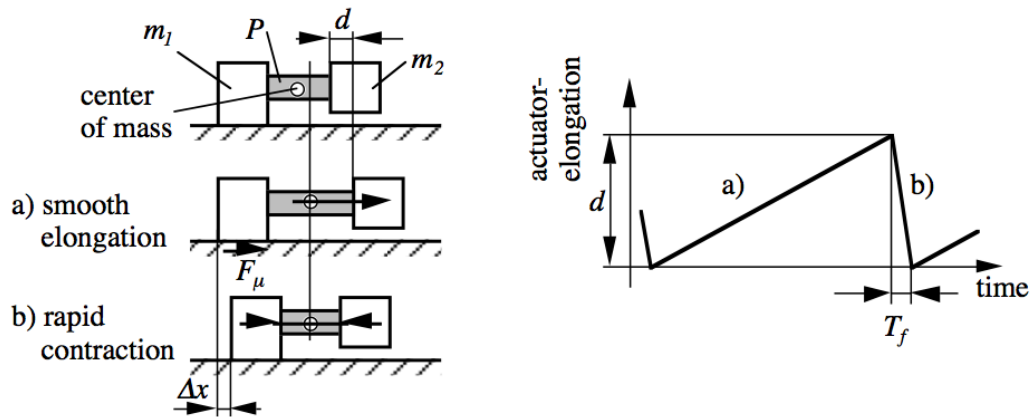 m1
P
d
m2
center
of mass
a) smooth
elongation
Fμ
b) rapid
contraction
Δx
actuator-
elongation
d
a)
b)
time
Tf